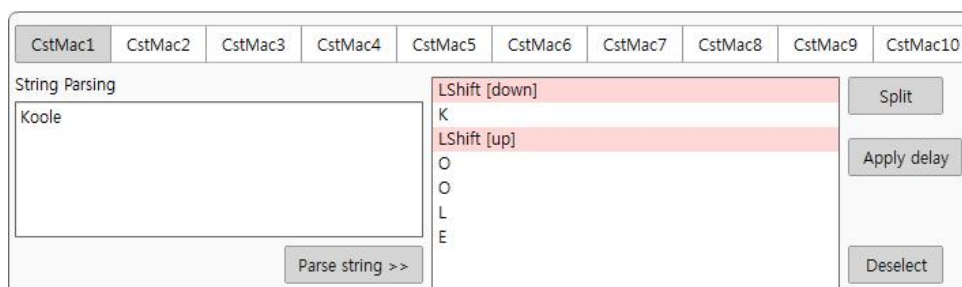 CstMac1 CstMac2 CstMac3 CstMac4 CstMac5 CstMac6 CstMac7 CstMac8 CstMac9 CstMac10
String Parsing
Koole
Parse string >>
LShift [down]
K
LShift [up]
O
O
L
E
Split
Apply delay
Deselect